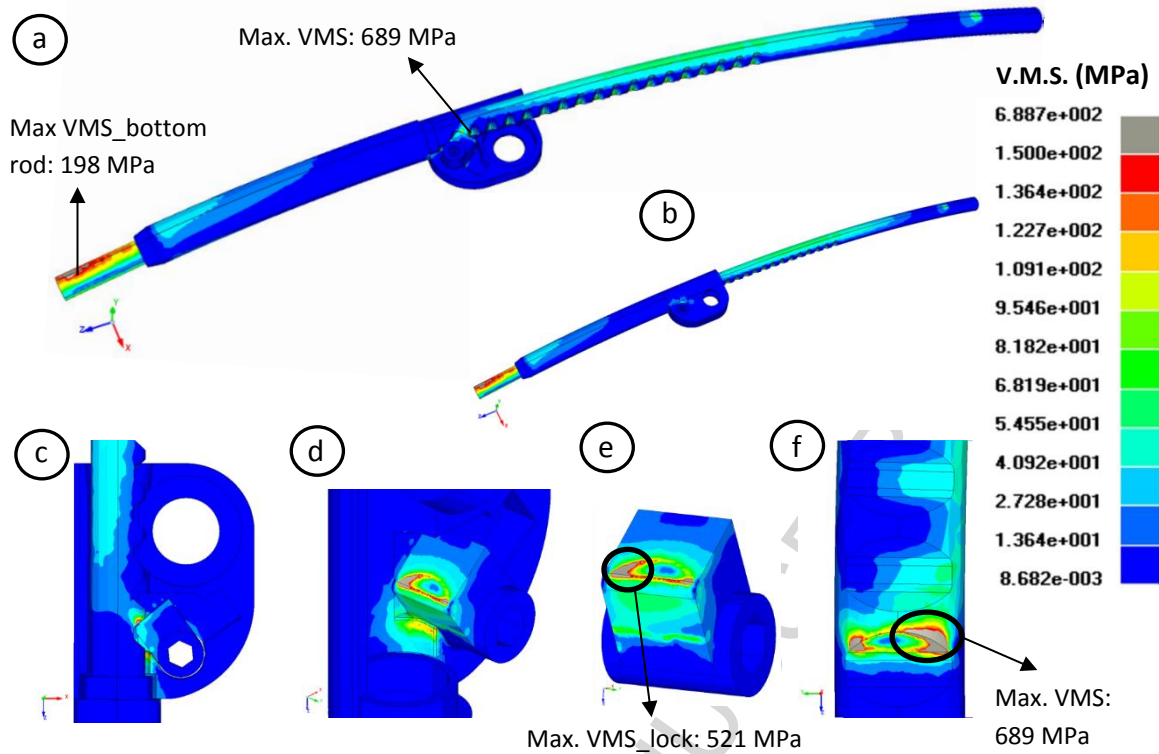 a
Max. VMS: 689 MPa
Max VMS_bottom
rod: 198 MPa
b
V.M.S. (MPa)
6.887e+002
1.500e+002
1.364e+002
1.227e+002
1.091e+002
9.546e+001
8.182e+001
6.819e+001
5.455e+001
4.092e+001
2.728e+001
1.364e+001
8.682e-003
c
d
e
f
Max. VMS_lock: 521 MPa
Max. VMS:
689 MPa